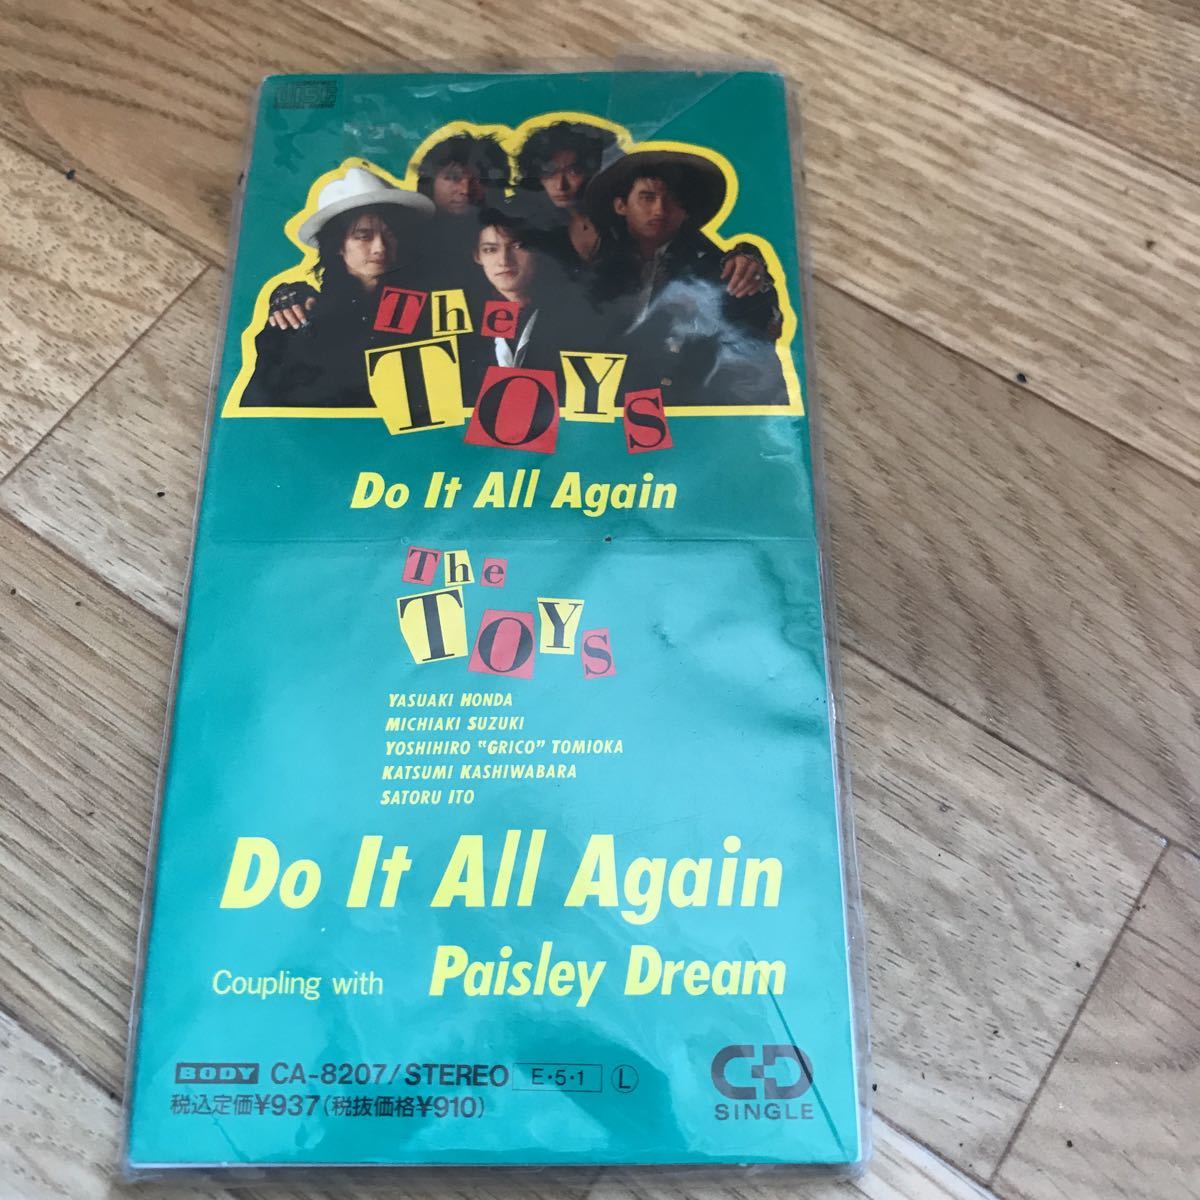 DISC
The
TOYS
Do It All Again
The
TOYS
YASUAKI HONDA
MICHIAKI SUZUKI
YOSHIHIRO "GRICO" TOMIOKA
KATSUMI KASHIWABARA
SATORU ITO
Do It All Again
Coupling with Paisley Dream
BODY CA-8207/STEREO E・5・1 L
税込定価¥937(税抜価格¥910)
CD
SINGLE